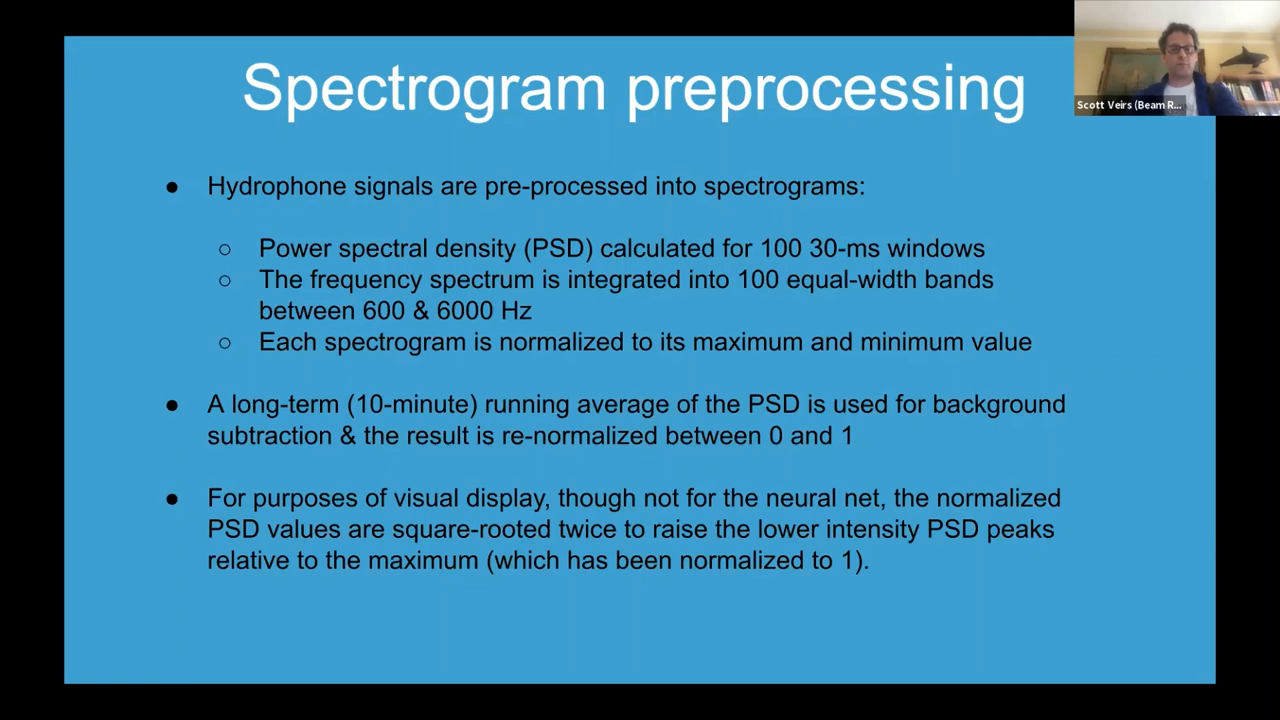 Spectrogram preprocessing
Scott Veirs (Beam R...
● Hydrophone signals are pre-processed into spectrograms:
○ Power spectral density (PSD) calculated for 100 30-ms windows
○ The frequency spectrum is integrated into 100 equal-width bands
between 600 & 6000 Hz
○ Each spectrogram is normalized to its maximum and minimum value
● A long-term (10-minute) running average of the PSD is used for background
subtraction & the result is re-normalized between 0 and 1
● For purposes of visual display, though not for the neural net, the normalized
PSD values are square-rooted twice to raise the lower intensity PSD peaks
relative to the maximum (which has been normalized to 1).